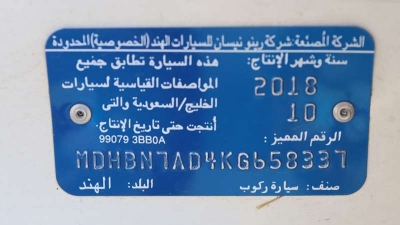 الشركة المصنعة شركة رينو نيسان للسيارات الهند (الخصوصية) المحدودة
سنة وشهر الإنتاج:
2018
10
هذه السيارة تطابق جميع
المواصفات القياسية لسيارات
الخليج/السعودية والتى
أنتجت حتى تاريخ الإنتاج.
الرقم المميز:
99079 3BB0A
MDHBN7AD4KG658337
صنف: سيارة ركوب
البلد: الهند